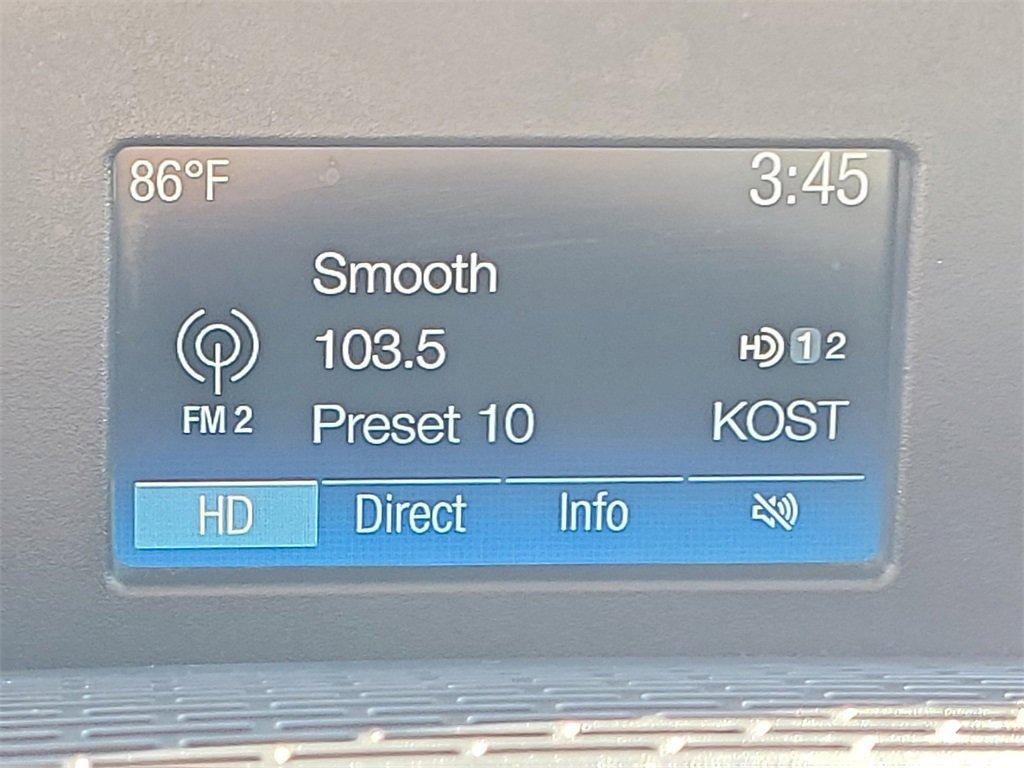 86°F 3:45
Smooth
103.5 HD 1 2
FM 2 Preset 10 KOST
HD Direct Info